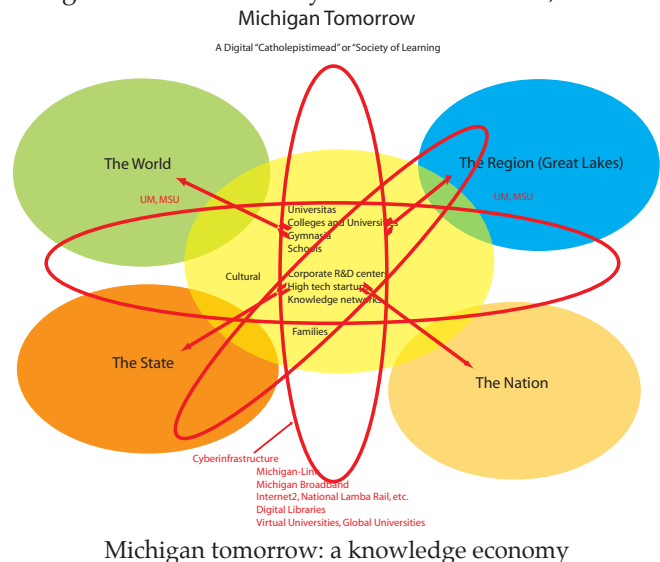 Michigan Tomorrow
A Digital "Catholepistimead" or "Society of Learning
The World
The Region (Great Lakes)
UM, MSU
UM, MSU
Universitas
Colleges and Universities
Gymnasia
Schools
Cultural
Corporate R&D centers
High tech startups
Knowledge networks
Families
The State
The Nation
Cyberinfrastructure
Michigan-Link
Michigan Broadband
Internet2, National Lamba Rail, etc.
Digital Libraries
Virtual Universities, Global Universities
Michigan tomorrow: a knowledge economy